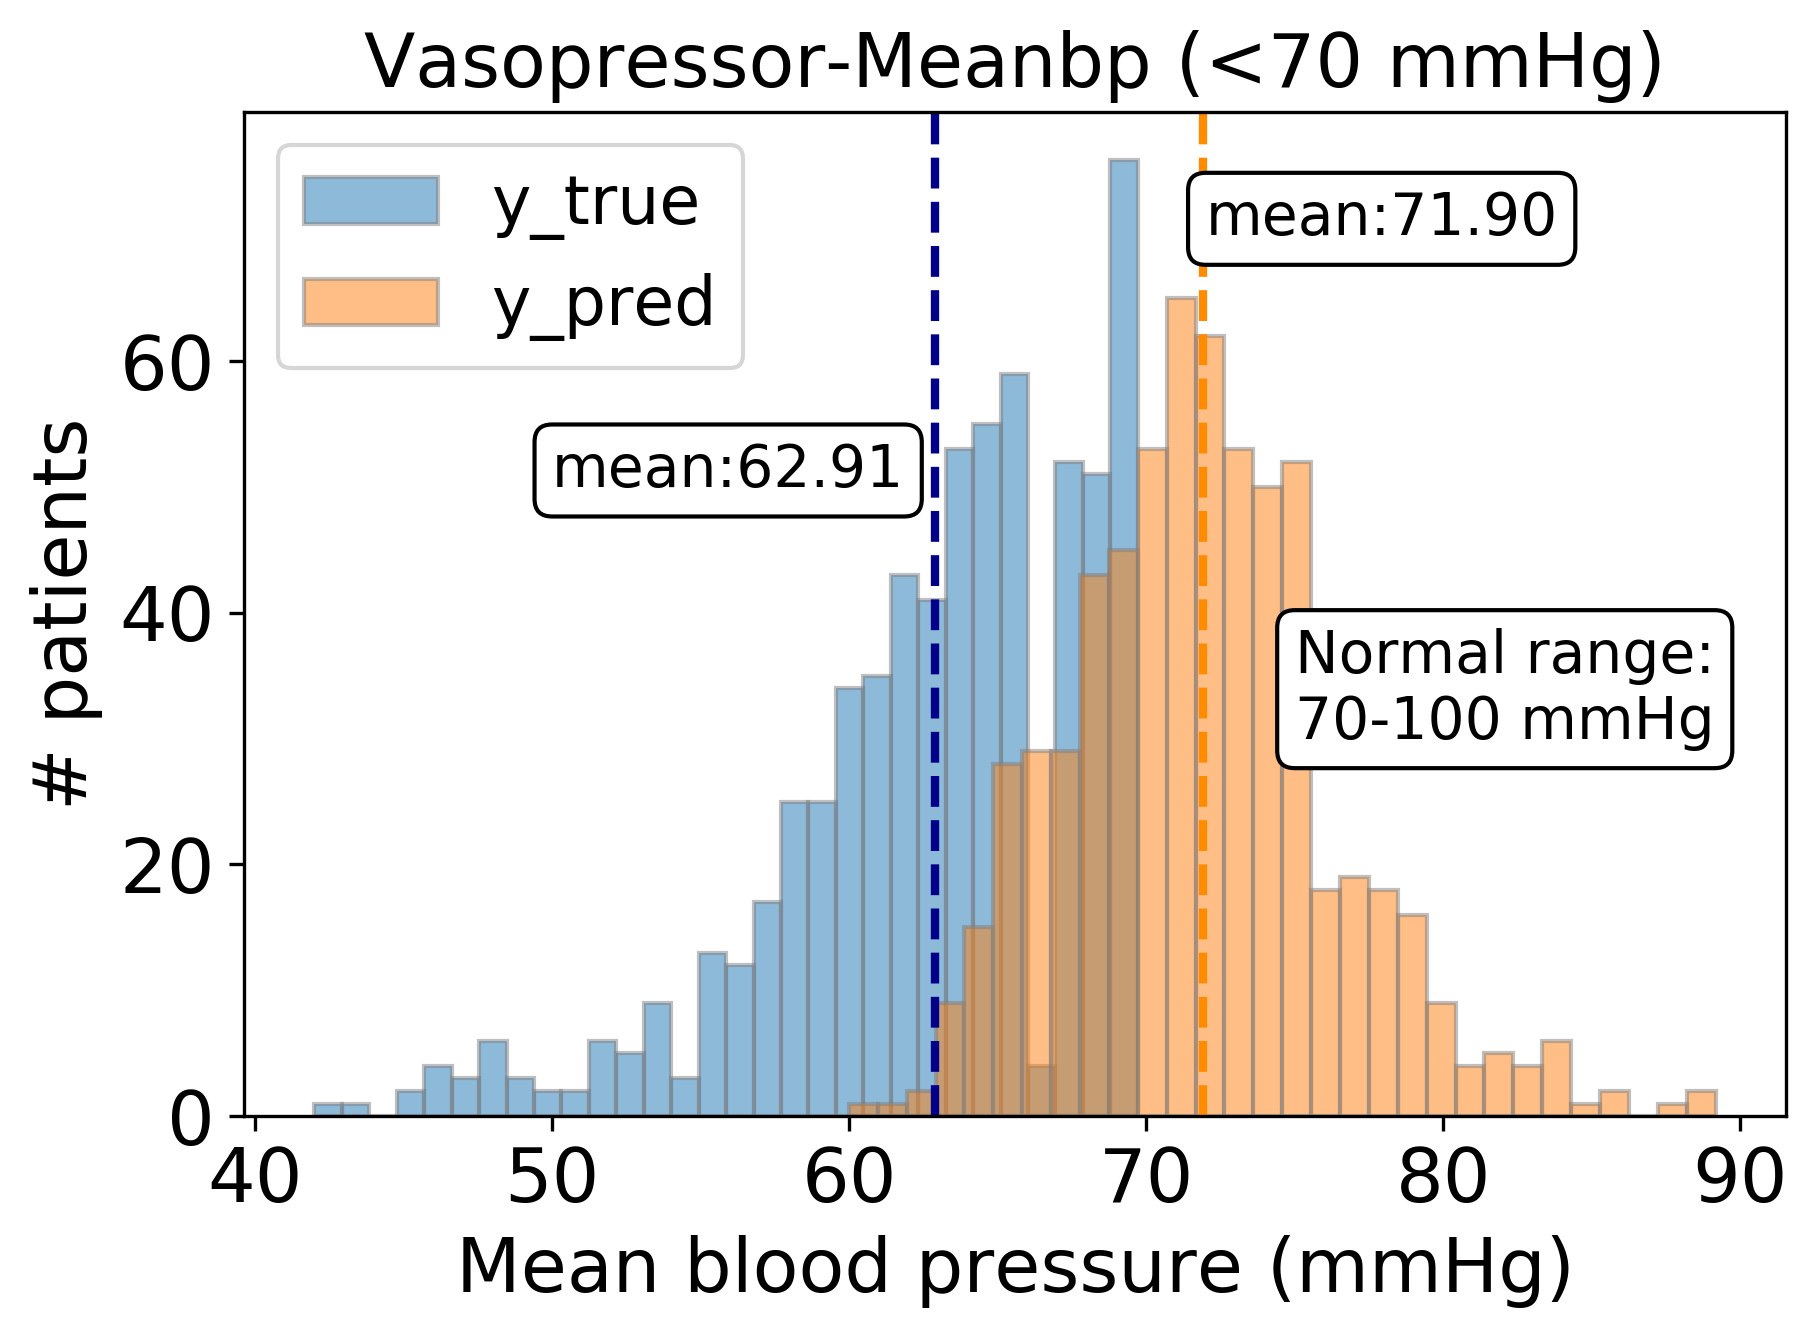 Vasopressor-Meanbp (<70 mmHg)
y_true
y_pred
mean:71.90
mean:62.91
Normal range:
70-100 mmHg
# patients
60
40
20
0
40 50 60 70 80 90
Mean blood pressure (mmHg)